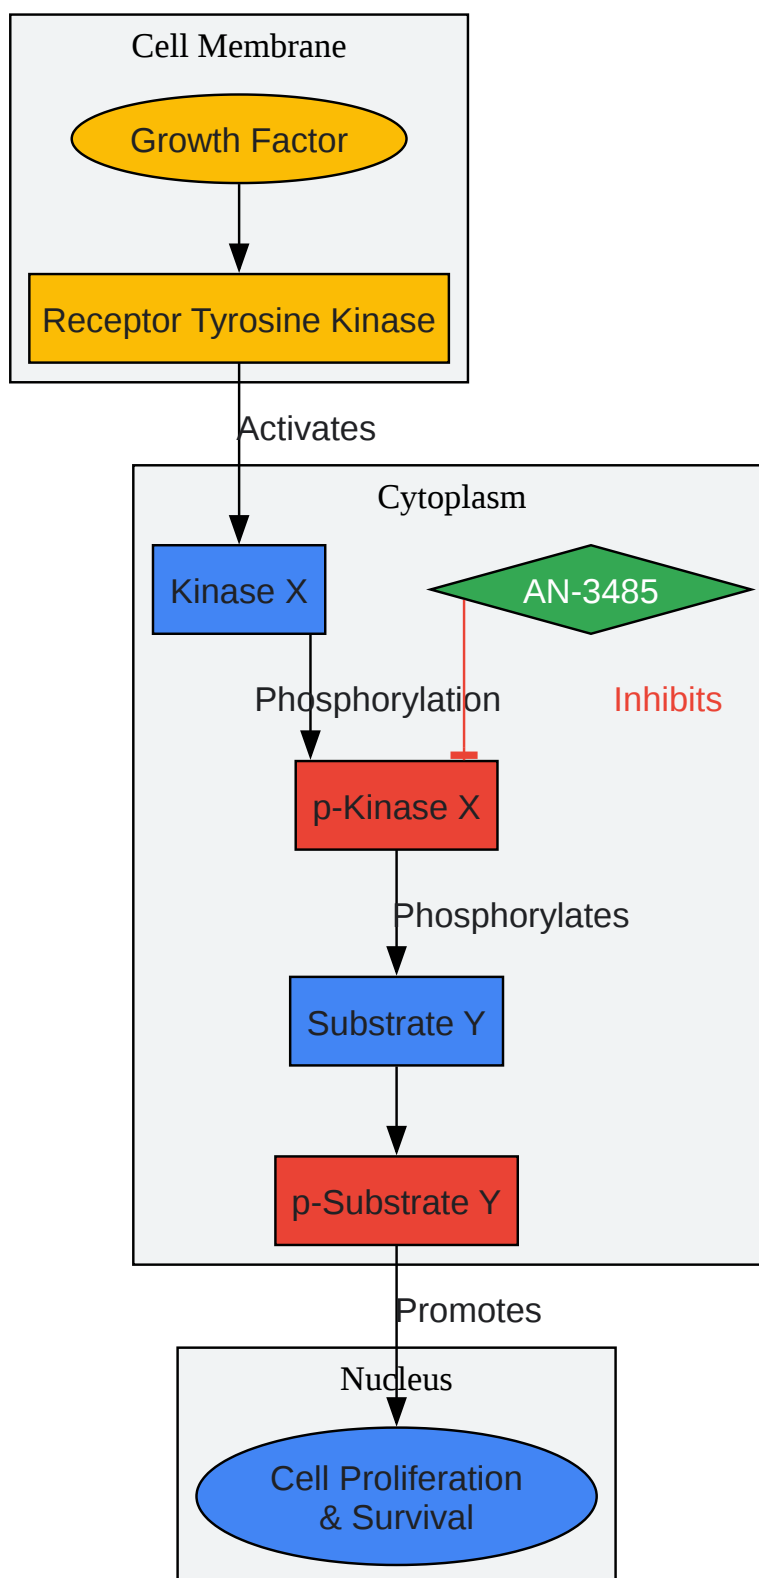 Cell Membrane
Growth Factor
Receptor Tyrosine Kinase
Activates
Cytoplasm
Kinase X
AN-3485
Phosphorylation
Inhibits
p-Kinase X
Phosphorylates
Substrate Y
p-Substrate Y
Promotes
Nucleus
Cell Proliferation
& Survival